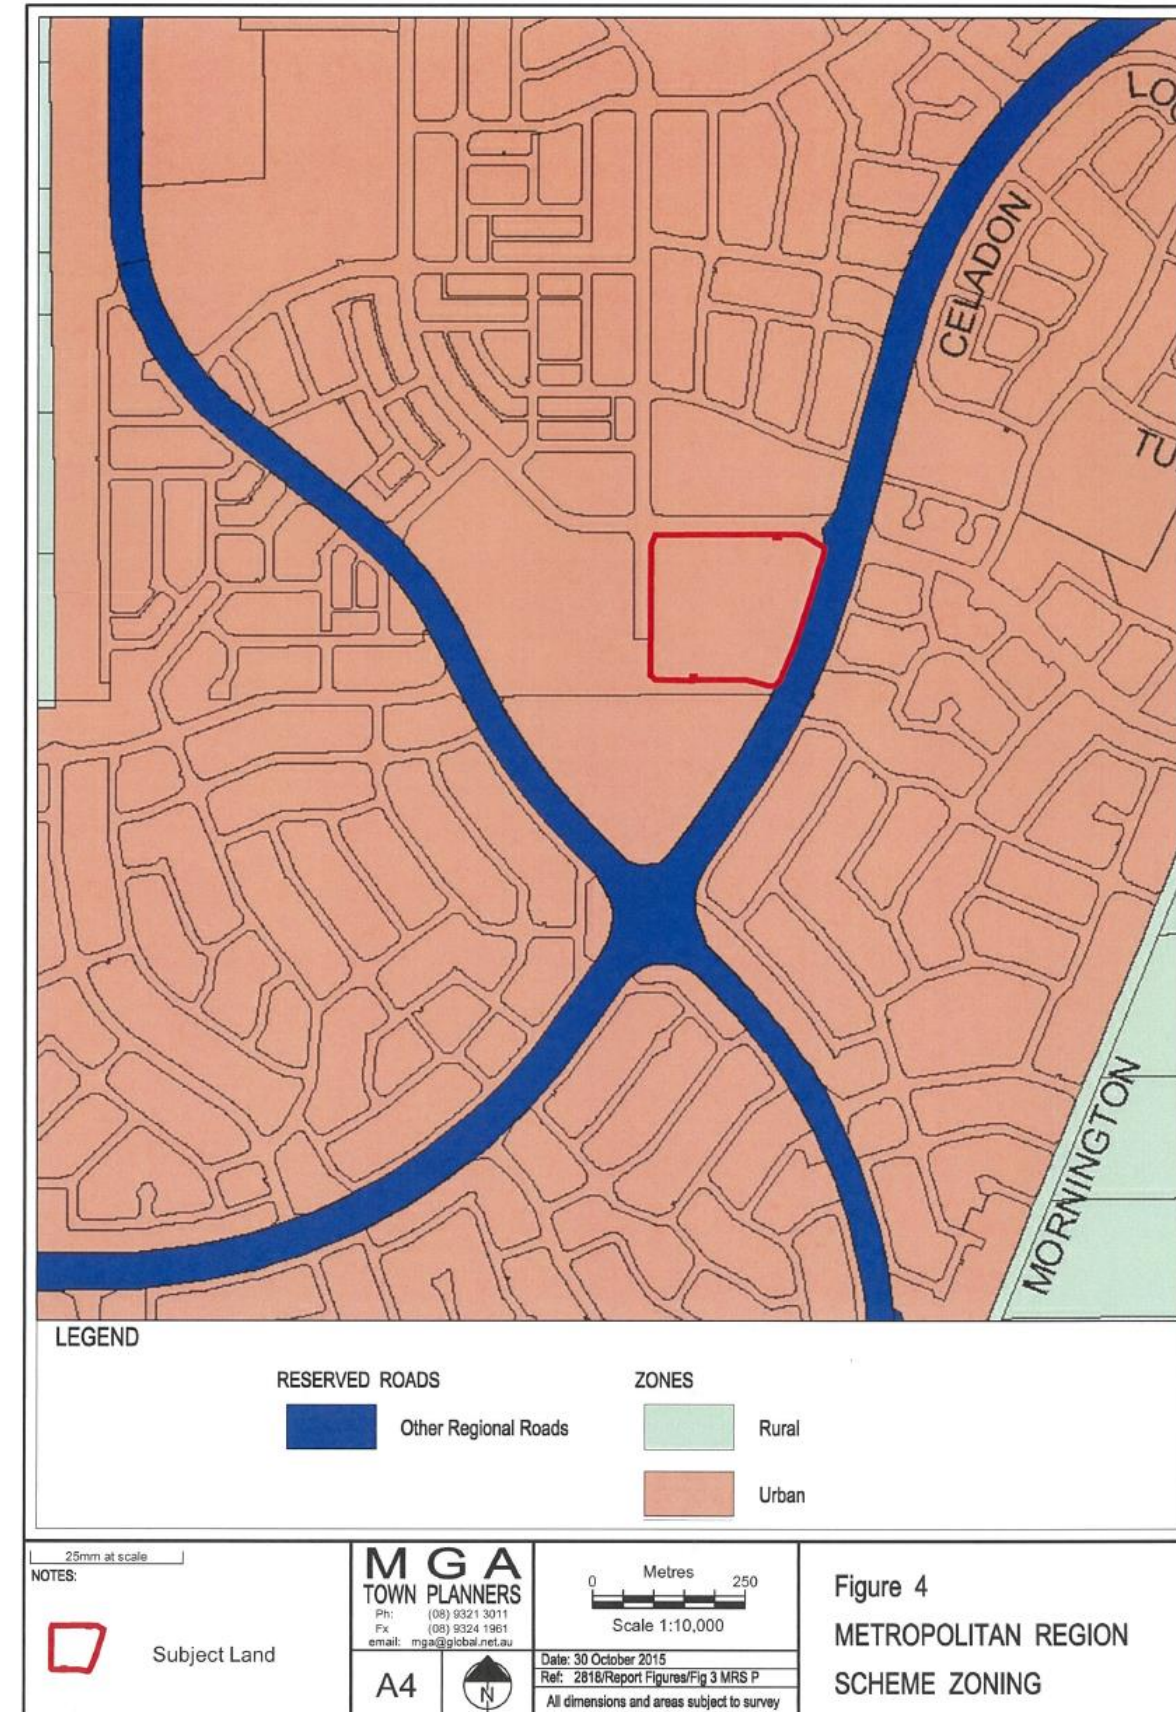 CELADON
MORNINGTON
LEGEND
RESERVED ROADS
Other Regional Roads
ZONES
Rural
Urban
25mm at scale
NOTES:
Subject Land
M G A
TOWN PLANNERS
Ph: (08) 9321 3011
Fx (08) 9324 1961
email: mga@global.net.au
A4
N
Metres
0 250
Scale 1:10,000
Date: 30 October 2015
Ref: 2818/Report Figures/Fig 3 MRS P
All dimensions and areas subject to survey
Figure 4
METROPOLITAN REGION
SCHEME ZONING